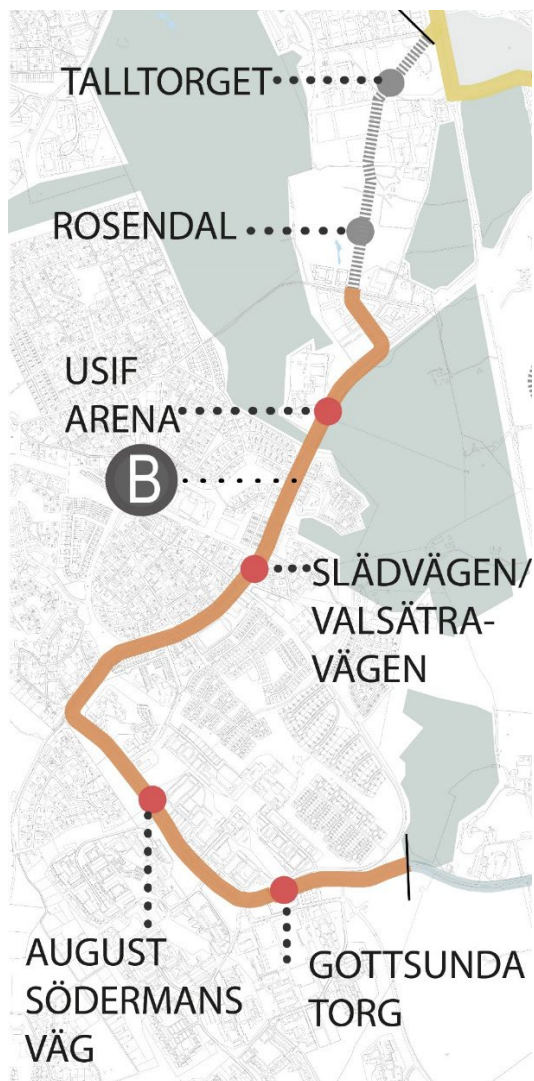 TALLTORGET
ROSENDAL
USIF
ARENA
B
SLÄDVÄGEN/
VALSÄTRA-
VÄGEN
AUGUST
SÖDERMANS
VÄG
GOTTSUNDA
TORG